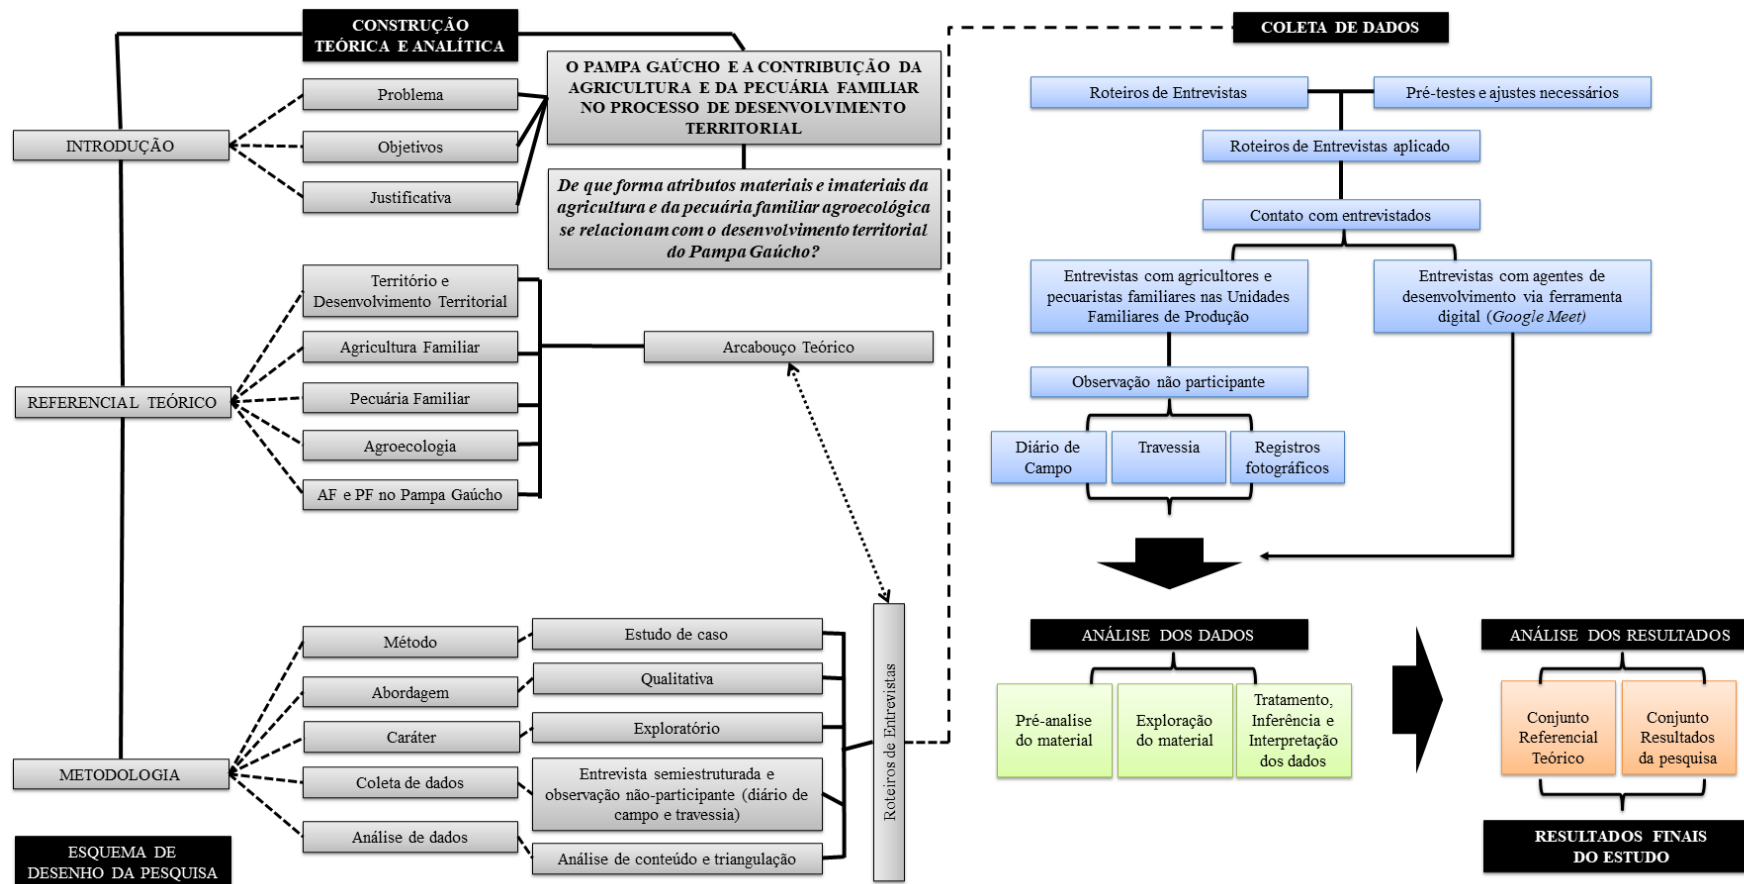 CONSTRUÇÃO
TEÓRICA E ANALÍTICA
O PAMPA GAÚCHO E A CONTRIBUIÇÃO DA
AGRICULTURA E DA PECUÁRIA FAMILIAR
NO PROCESSO DE DESENVOLVIMENTO
TERRITORIAL
De que forma atributos materiais e imateriais da
agricultura e da pecuária familiar agroecológica
se relacionam com o desenvolvimento territorial
do Pampa Gaúcho?
INTRODUÇÃO
Problema
Objetivos
Justificativa
REFERENCIAL TEÓRICO
Território e
Desenvolvimento Territorial
Agricultura Familiar
Pecuária Familiar
Agroecologia
AF e PF no Pampa Gaúcho
Arcabouço Teórico
METODOLOGIA
Método
Abordagem
Caráter
Coleta de dados
Análise de dados
Estudo de caso
Qualitativa
Exploratório
Entrevista semiestruturada e
observação não-participante (diário de
campo e travessia)
Análise de conteúdo e triangulação
Roteiros de Entrevistas
ESQUEMA DE
DESENHO DA PESQUISA
COLETA DE DADOS
Roteiros de Entrevistas
Pré-testes e ajustes necessários
Roteiros de Entrevistas aplicado
Contato com entrevistados
Entrevistas com agricultores e
pecuaristas familiares nas Unidades
Familiares de Produção
Entrevistas com agentes de
desenvolvimento via ferramenta
digital (Google Meet)
Observação não participante
Diário de
Campo
Travessia
Registros
fotográficos
ANÁLISE DOS DADOS
Pré-analise
do material
Exploração
do material
Tratamento,
Inferência e
Interpretação
dos dados
ANÁLISE DOS RESULTADOS
Conjunto
Referencial
Teórico
Conjunto
Resultados
da pesquisa
RESULTADOS FINAIS
DO ESTUDO